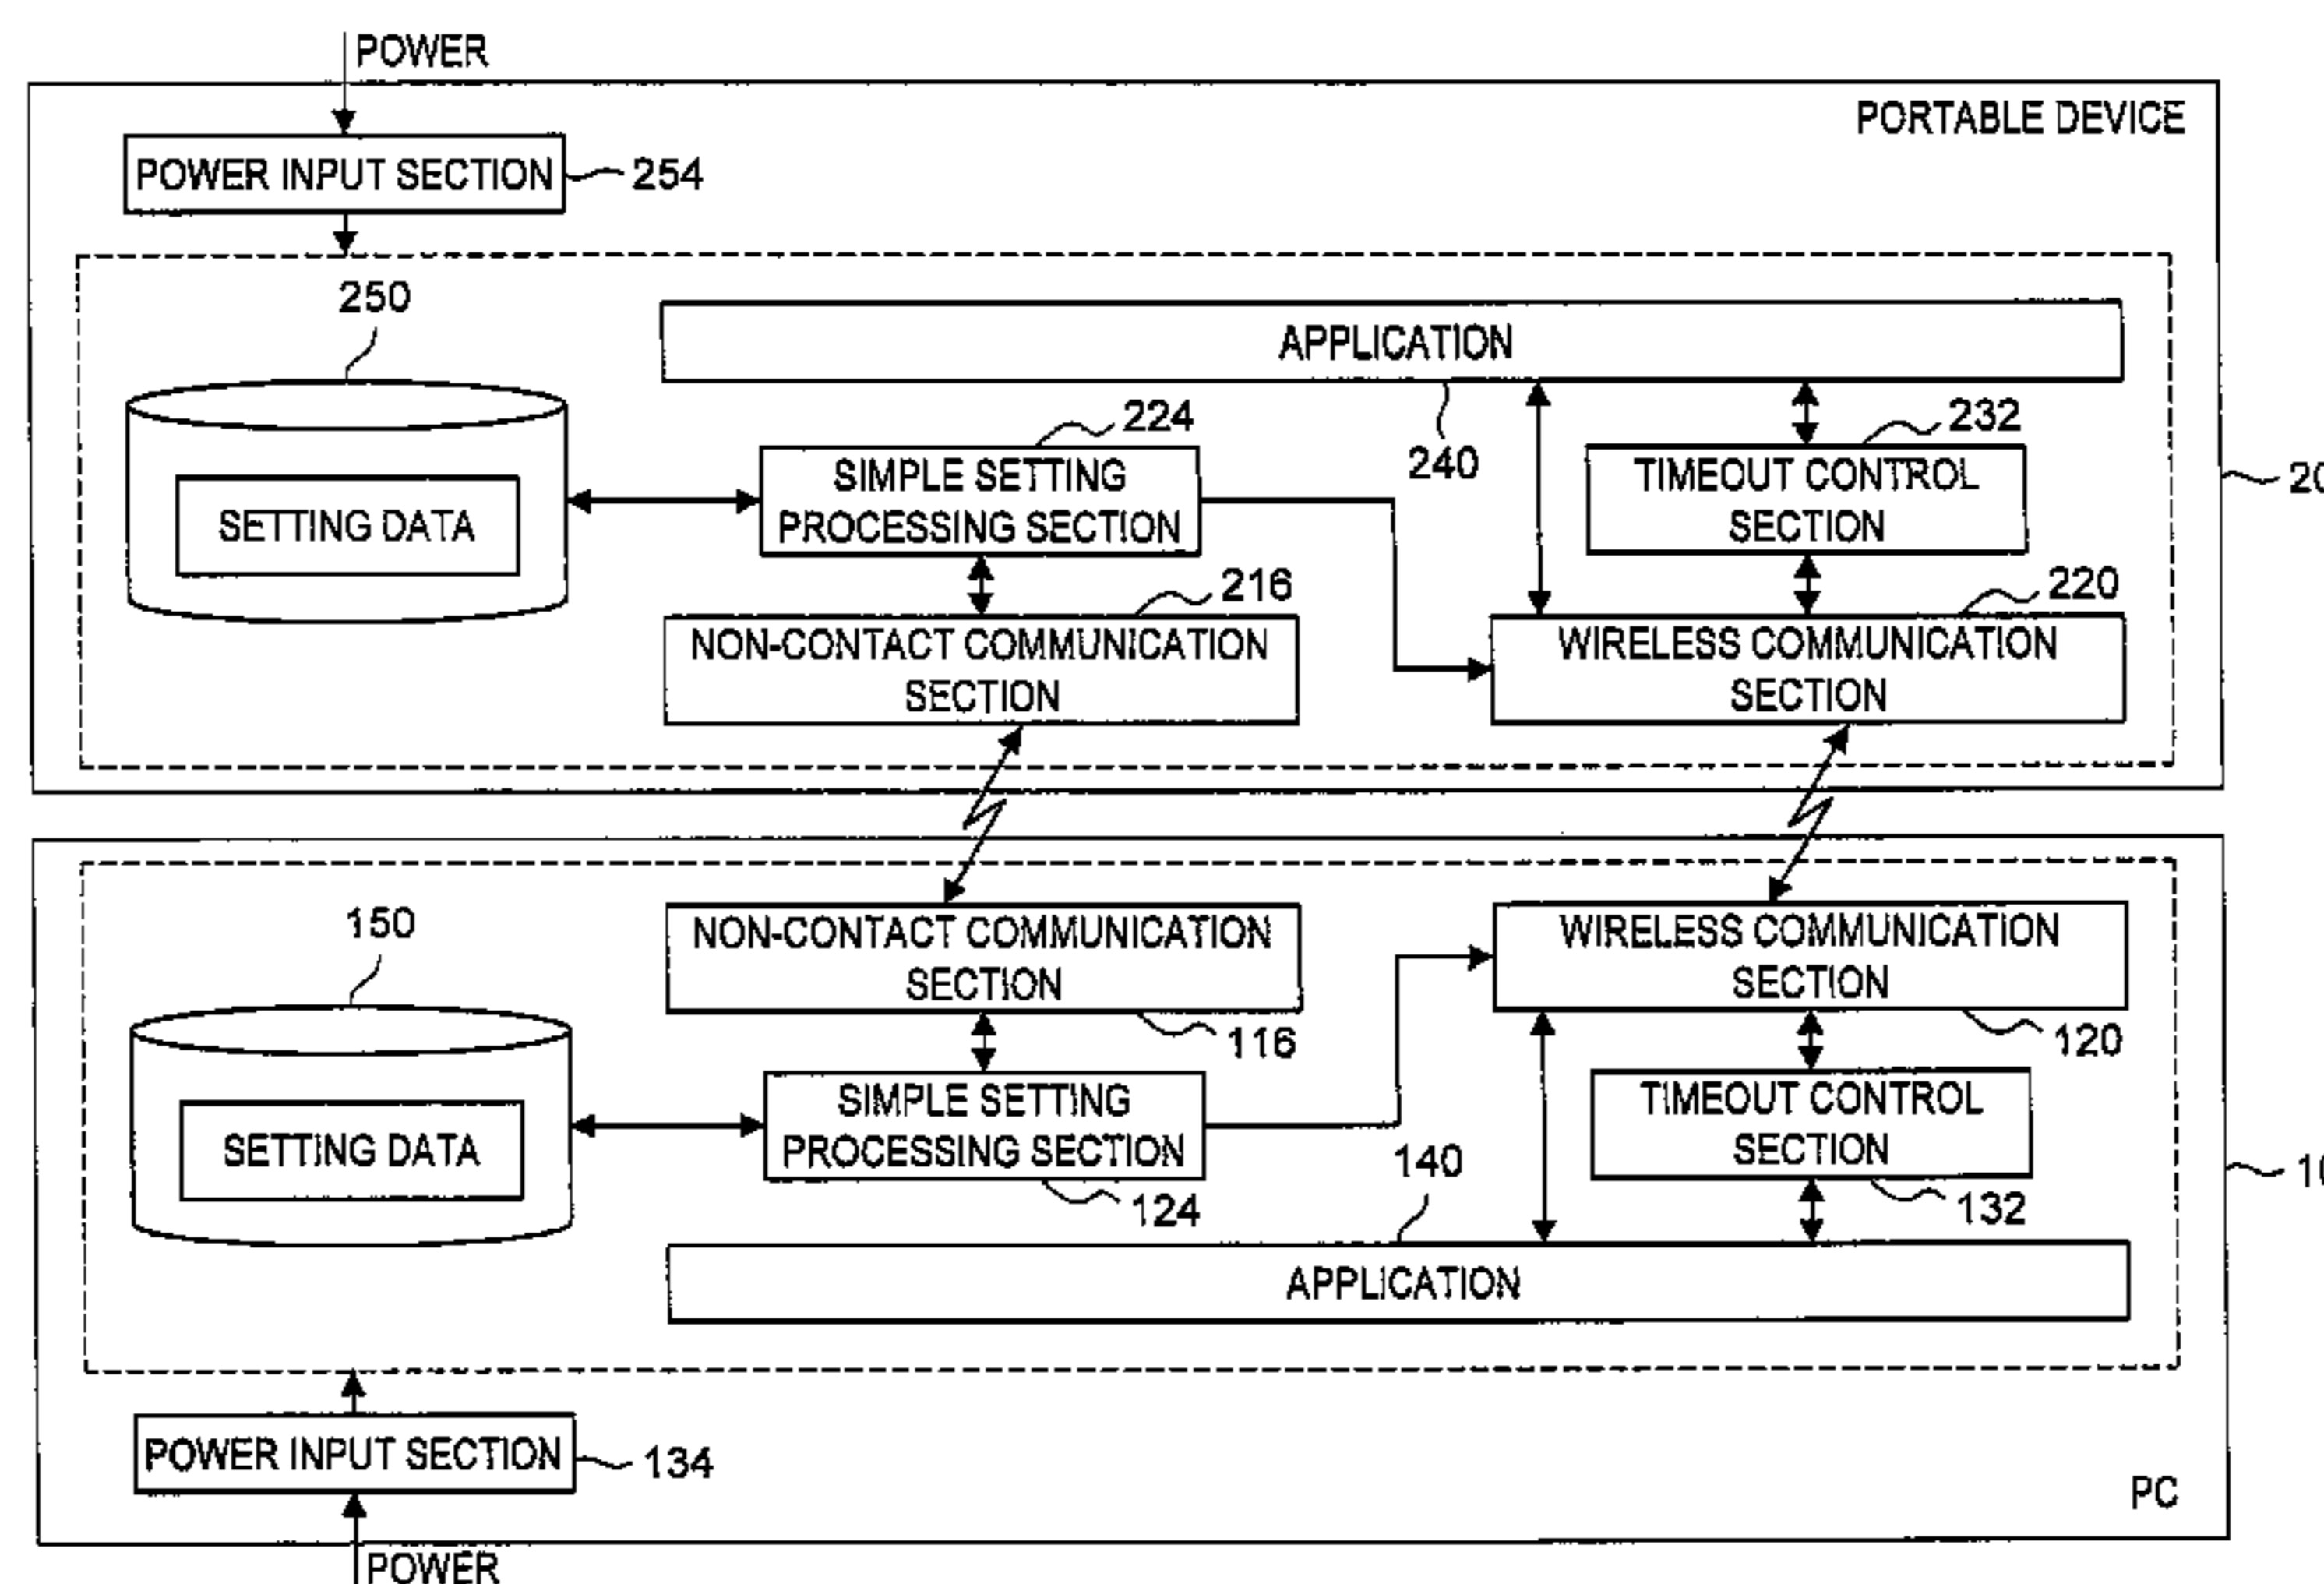 POWER
PORTABLE DEVICE
POWER INPUT SECTION
254
250
APPLICATION
240
224
232
SIMPLE SETTING
PROCESSING SECTION
TIMEOUT CONTROL
SECTION
SETTING DATA
216
220
NON-CONTACT COMMUNICATION
SECTION
WIRELESS COMMUNICATION
SECTION
150
NON-CONTACT COMMUNICATION
SECTION
WIRELESS COMMUNICATION
SECTION
116
120
SETTING DATA
SIMPLE SETTING
PROCESSING SECTION
TIMEOUT CONTROL
SECTION
124
140
132
APPLICATION
POWER INPUT SECTION
134
PC
POWER